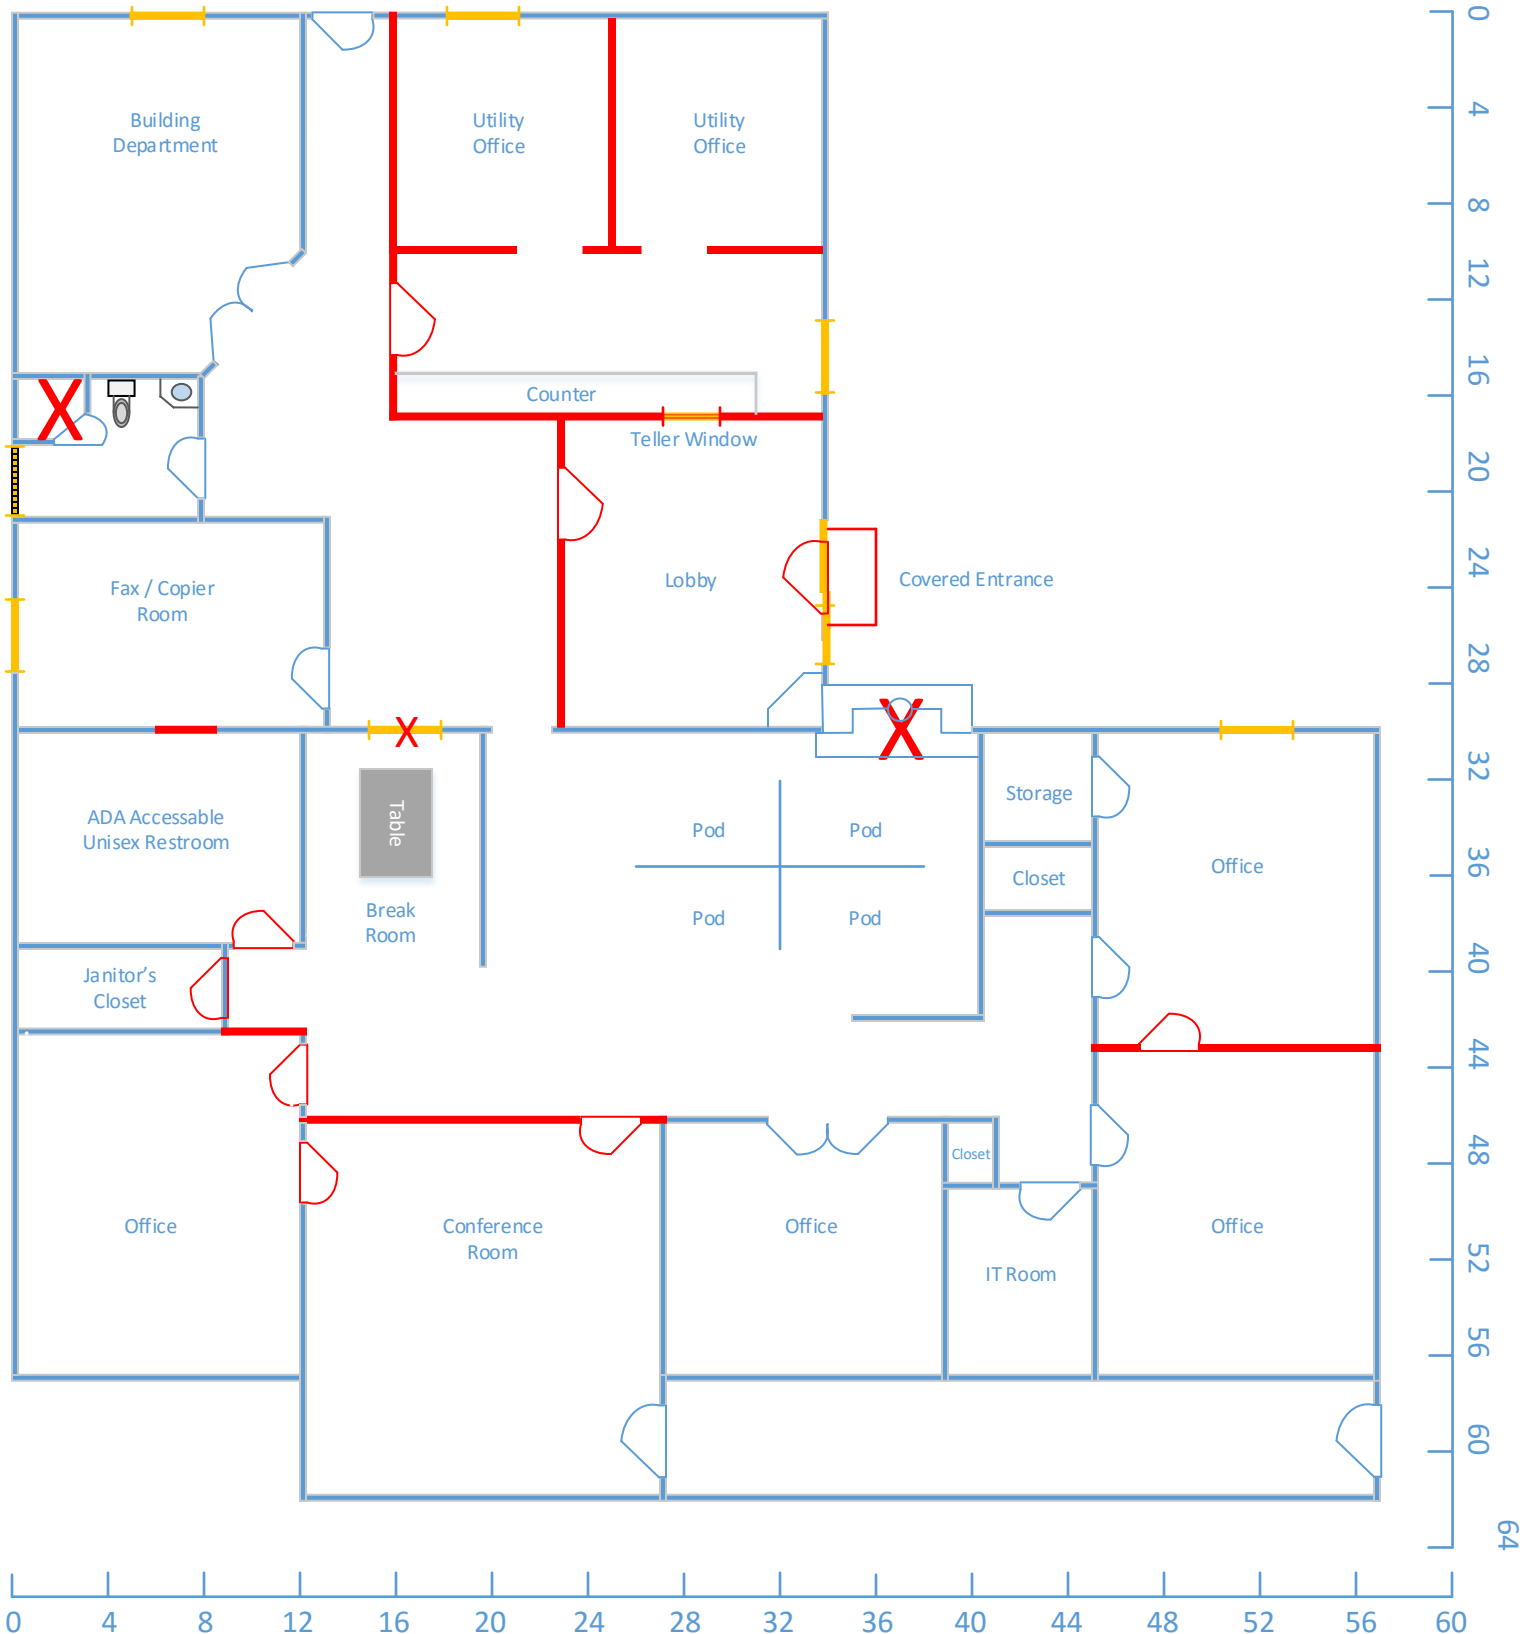 0
Building
Department
Utility
Office
Utility
Office
4
8
12
16
Counter
Teller Window
20
24
Fax / Copier
Room
Lobby
Covered Entrance
28
32
Storage
ADA Accessable
Unisex Restroom
Table
Pod
Pod
Office
36
Closet
Break
Room
Pod
Pod
40
Janitor's
Closet
44
48
Closet
Office
Conference
Room
Office
Office
52
IT Room
56
60
64
0
4
8
12
16
20
24
28
32
36
40
44
48
52
56
60